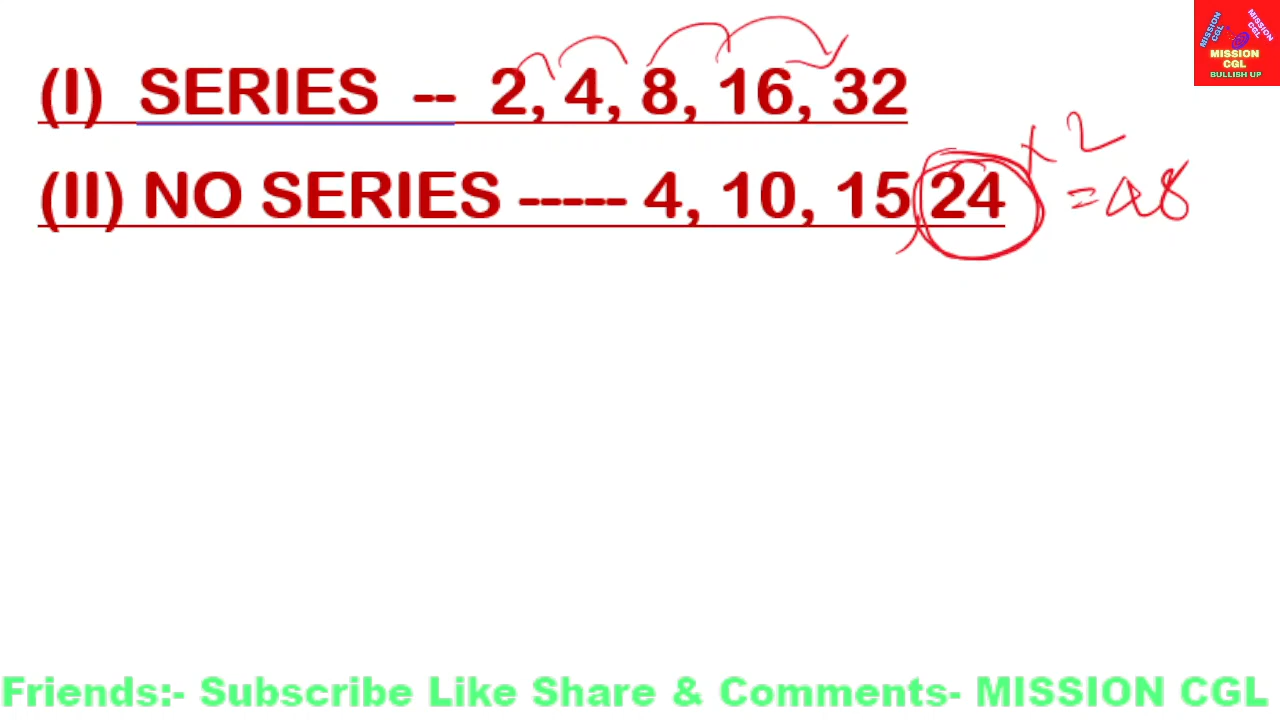 MISSION CGL
MISSION CGL
MISSION
CGL
BULLISH UP
(I) SERIES -- 2, 4, 8, 16, 32
× 2
(II) NO SERIES ----- 4, 10, 15, 24 = 48
Friends:- Subscribe Like Share & Comments- MISSION CGL